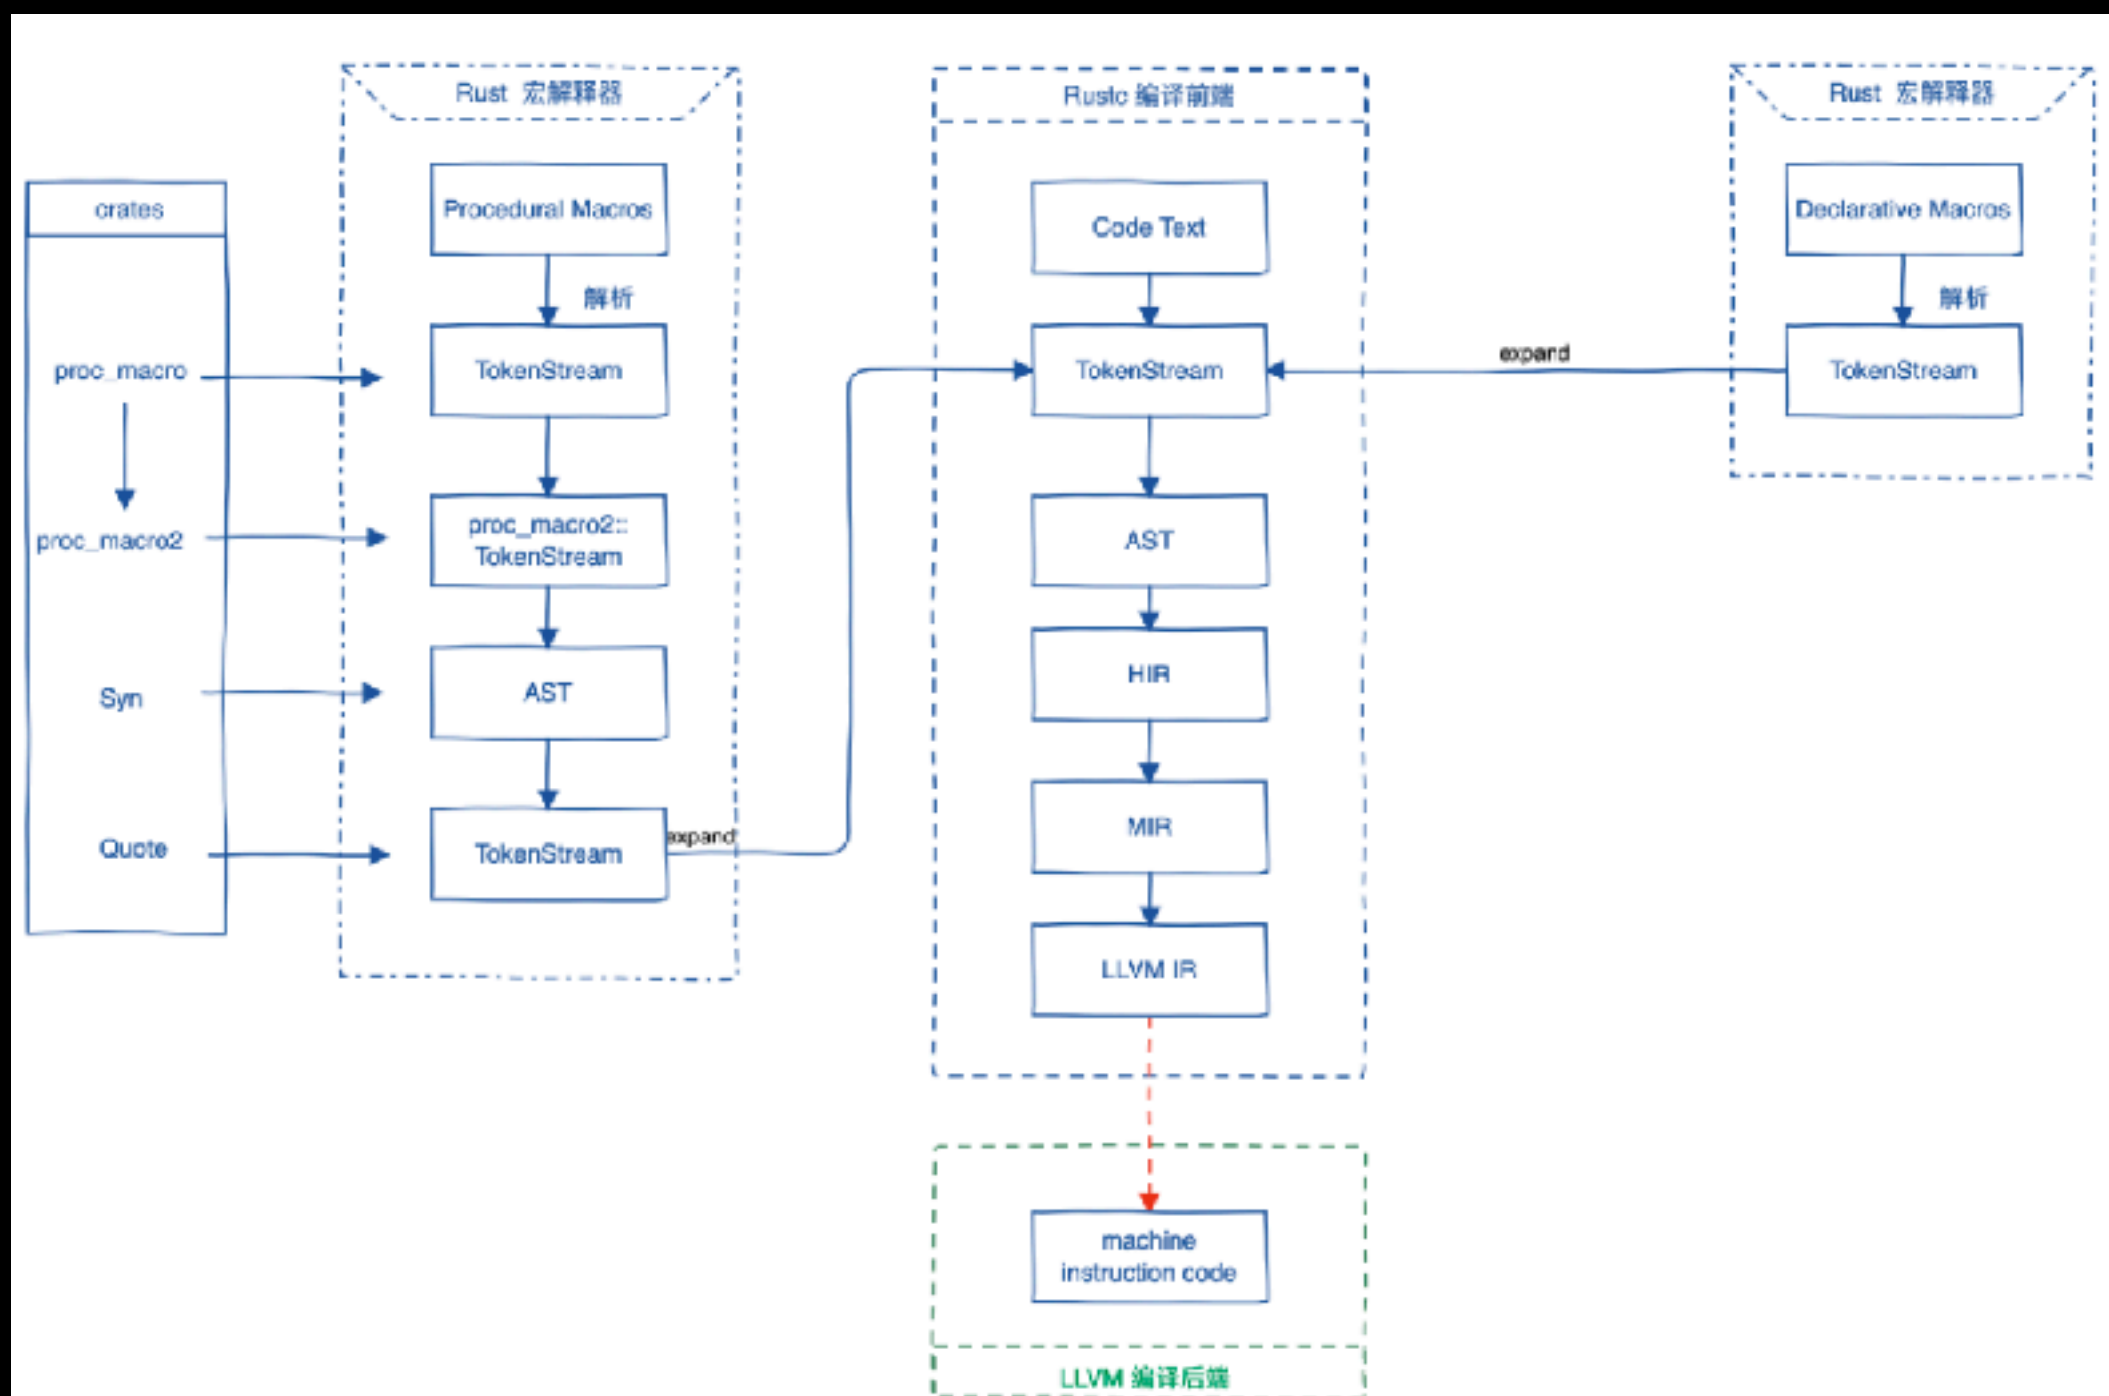 crates
proc_macro
proc_macro2
Syn
Quote
Rust 宏解释器
Procedural Macros
解析
TokenStream
proc_macro2::
TokenStream
AST
TokenStream
expand
Rustc 编译前端
Code Text
TokenStream
AST
HIR
MIR
LLVM IR
machine
instruction code
LLVM 编译后端
expand
Rust 宏解释器
Declarative Macros
解析
TokenStream